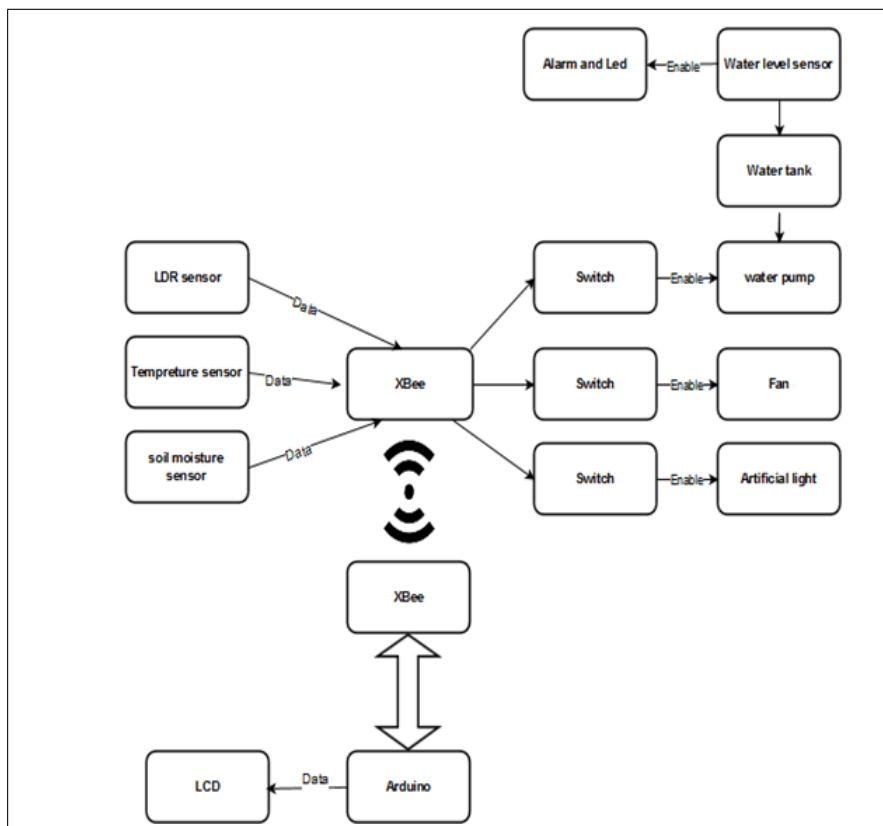 Alarm and Led
Enable
Water level sensor
Water tank
LDR sensor
Data
Switch
Enable
water pump
Tempreture sensor
Data
XBee
Switch
Enable
Fan
soil moisture
sensor
Data
Switch
Enable
Artificial light
XBee
LCD
Data
Arduino